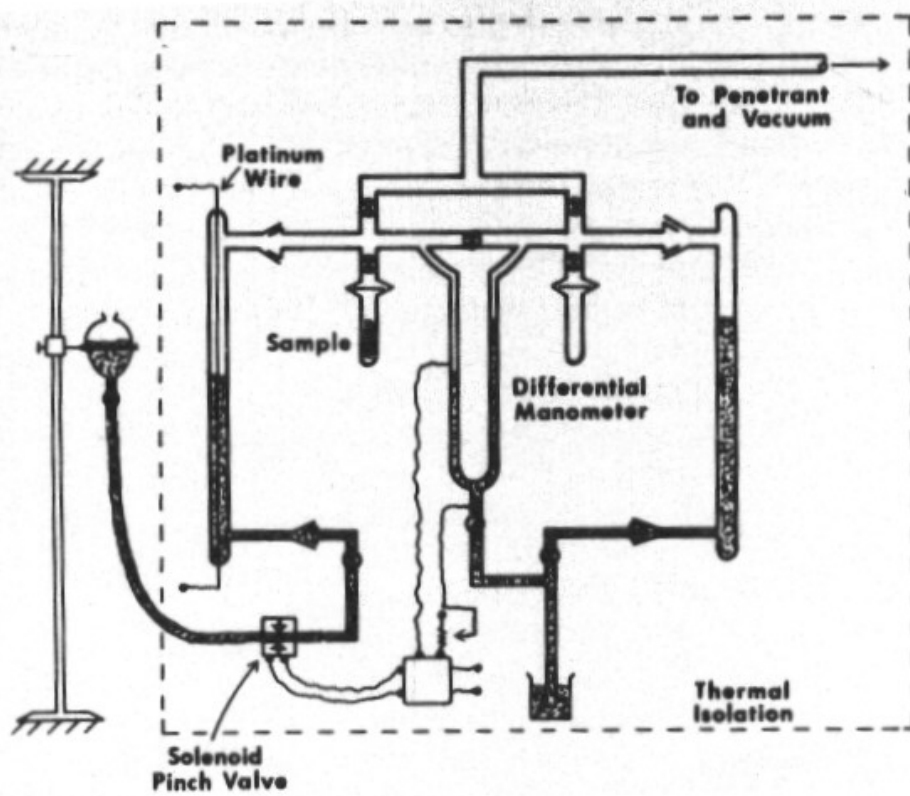 To Penetrant
and Vacuum
Platinum
Wire
Sample
Differential
Manometer
Thermal
Isolation
Solenoid
Pinch Valve